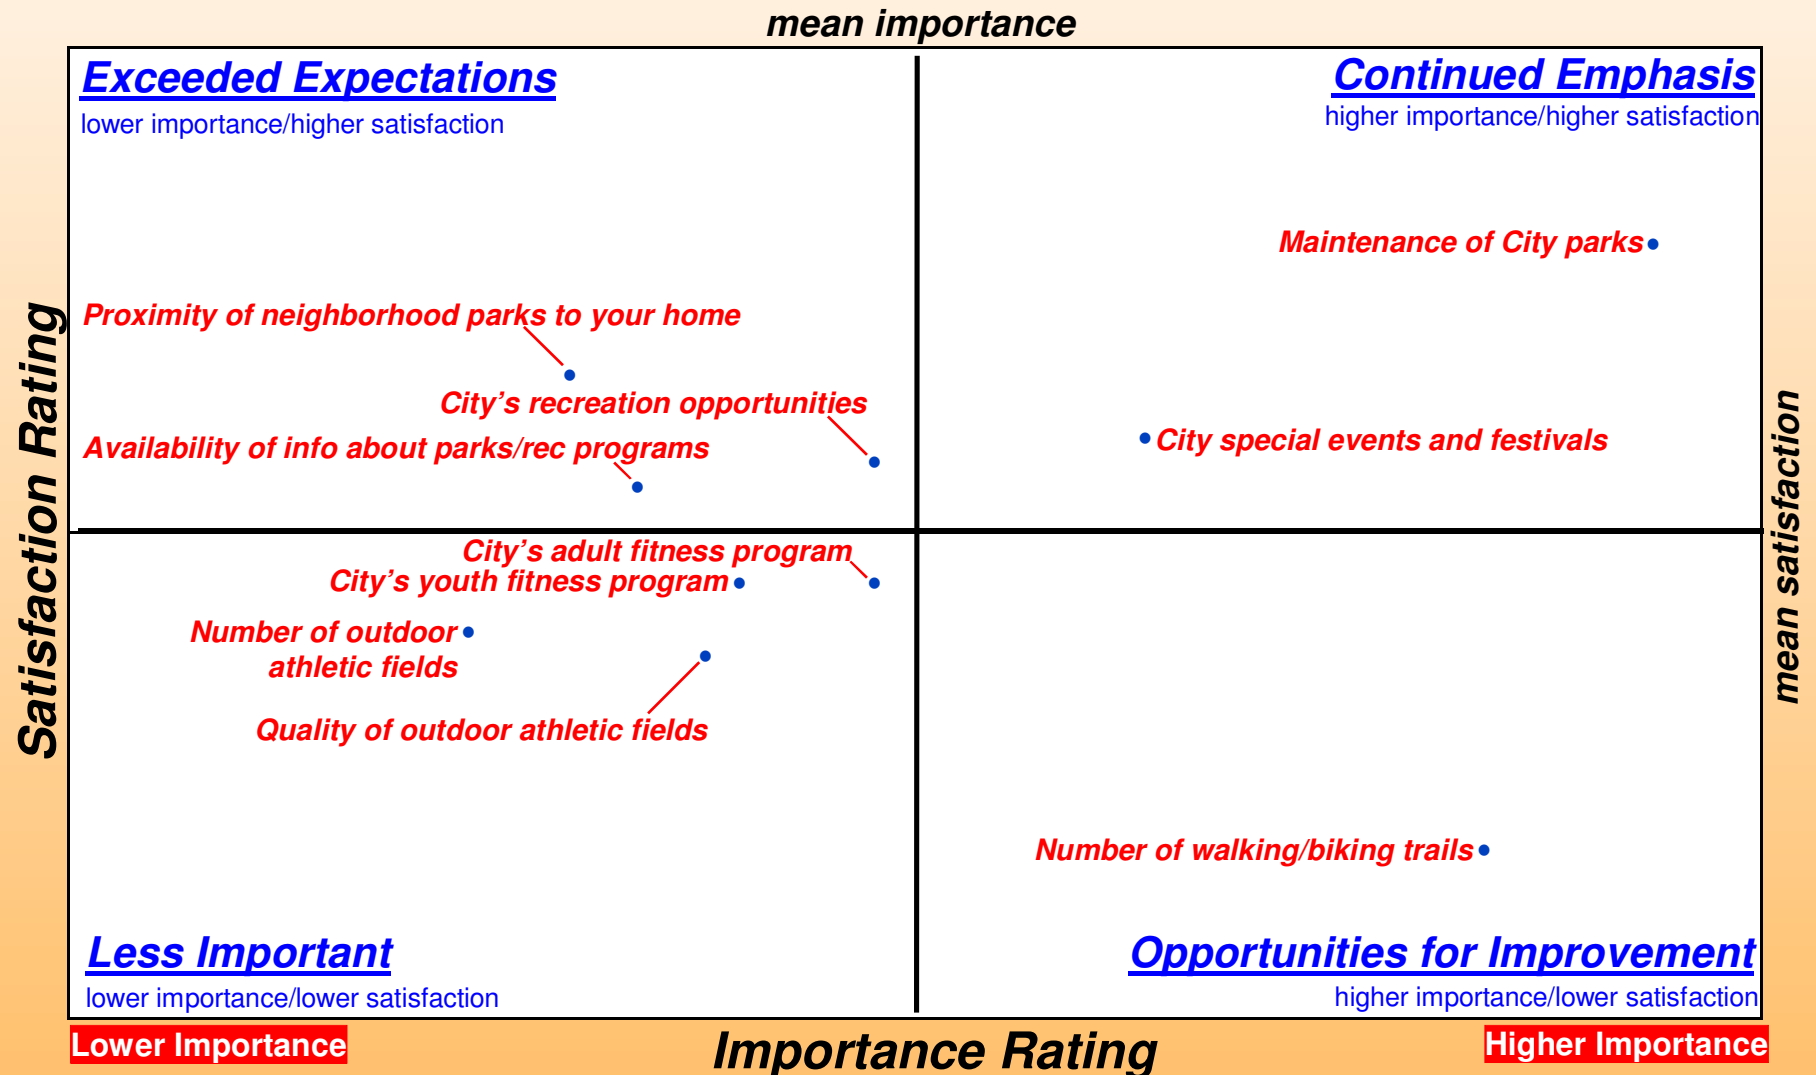 mean importance
Exceeded Expectations
lower importance/higher satisfaction
Continued Emphasis
higher importance/higher satisfaction
Maintenance of City parks
Proximity of neighborhood parks to your home
City’s recreation opportunities
Availability of info about parks/rec programs
City special events and festivals
Satisfaction Rating
mean satisfaction
City’s adult fitness program
City’s youth fitness program
Number of outdoor
athletic fields
Quality of outdoor athletic fields
Number of walking/biking trails
Less Important
lower importance/lower satisfaction
Opportunities for Improvement
higher importance/lower satisfaction
Lower Importance
Importance Rating
Higher Importance